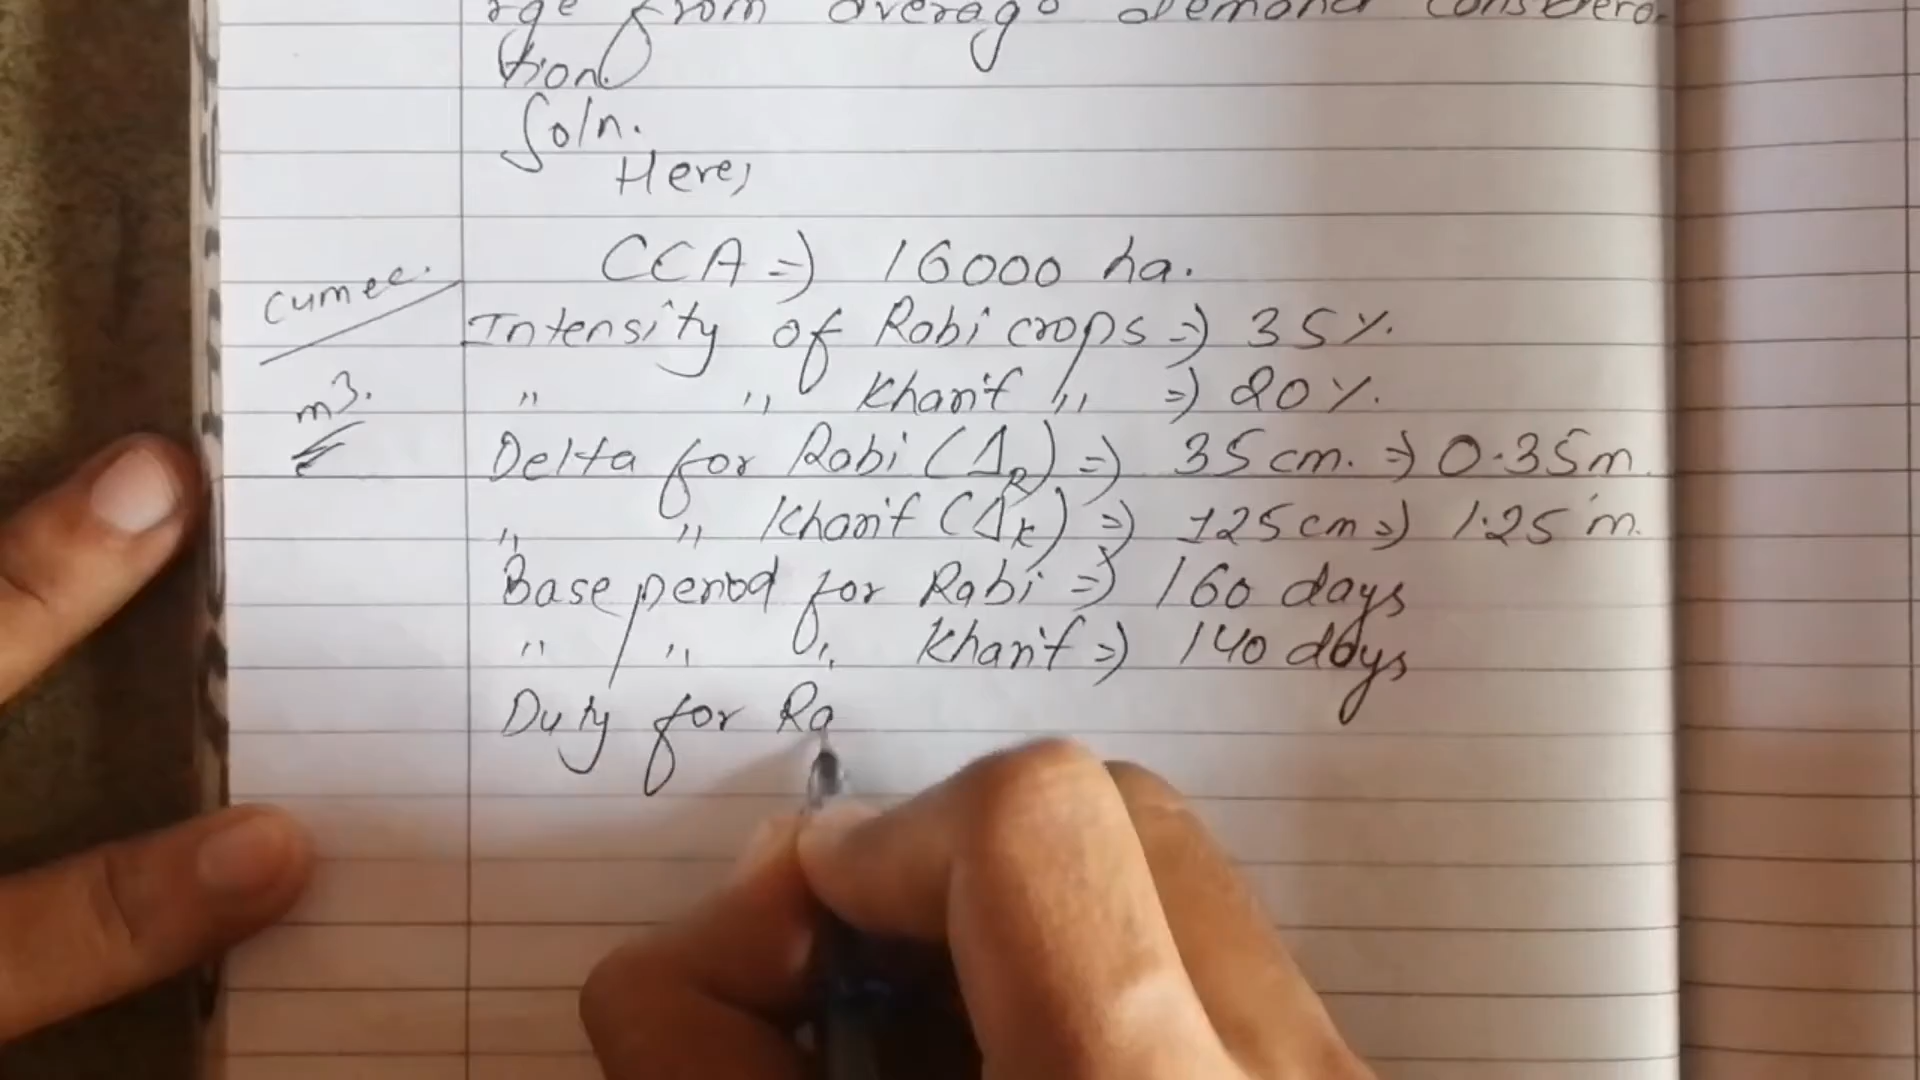 rge from average demand considera
tion.
Soln.
Here,
CCA => 16000 ha.
cumec.
Intensity of Rabi crops => 35%.
" " Kharif " => 20%.
m3.
Delta for Rabi (ΔR) => 35 cm. => 0.35m.
" " Kharif (Δk) => 125 cm => 1.25 m.
Base period for Rabi => 160 days
" " " Kharif => 140 days
Duty for Ra